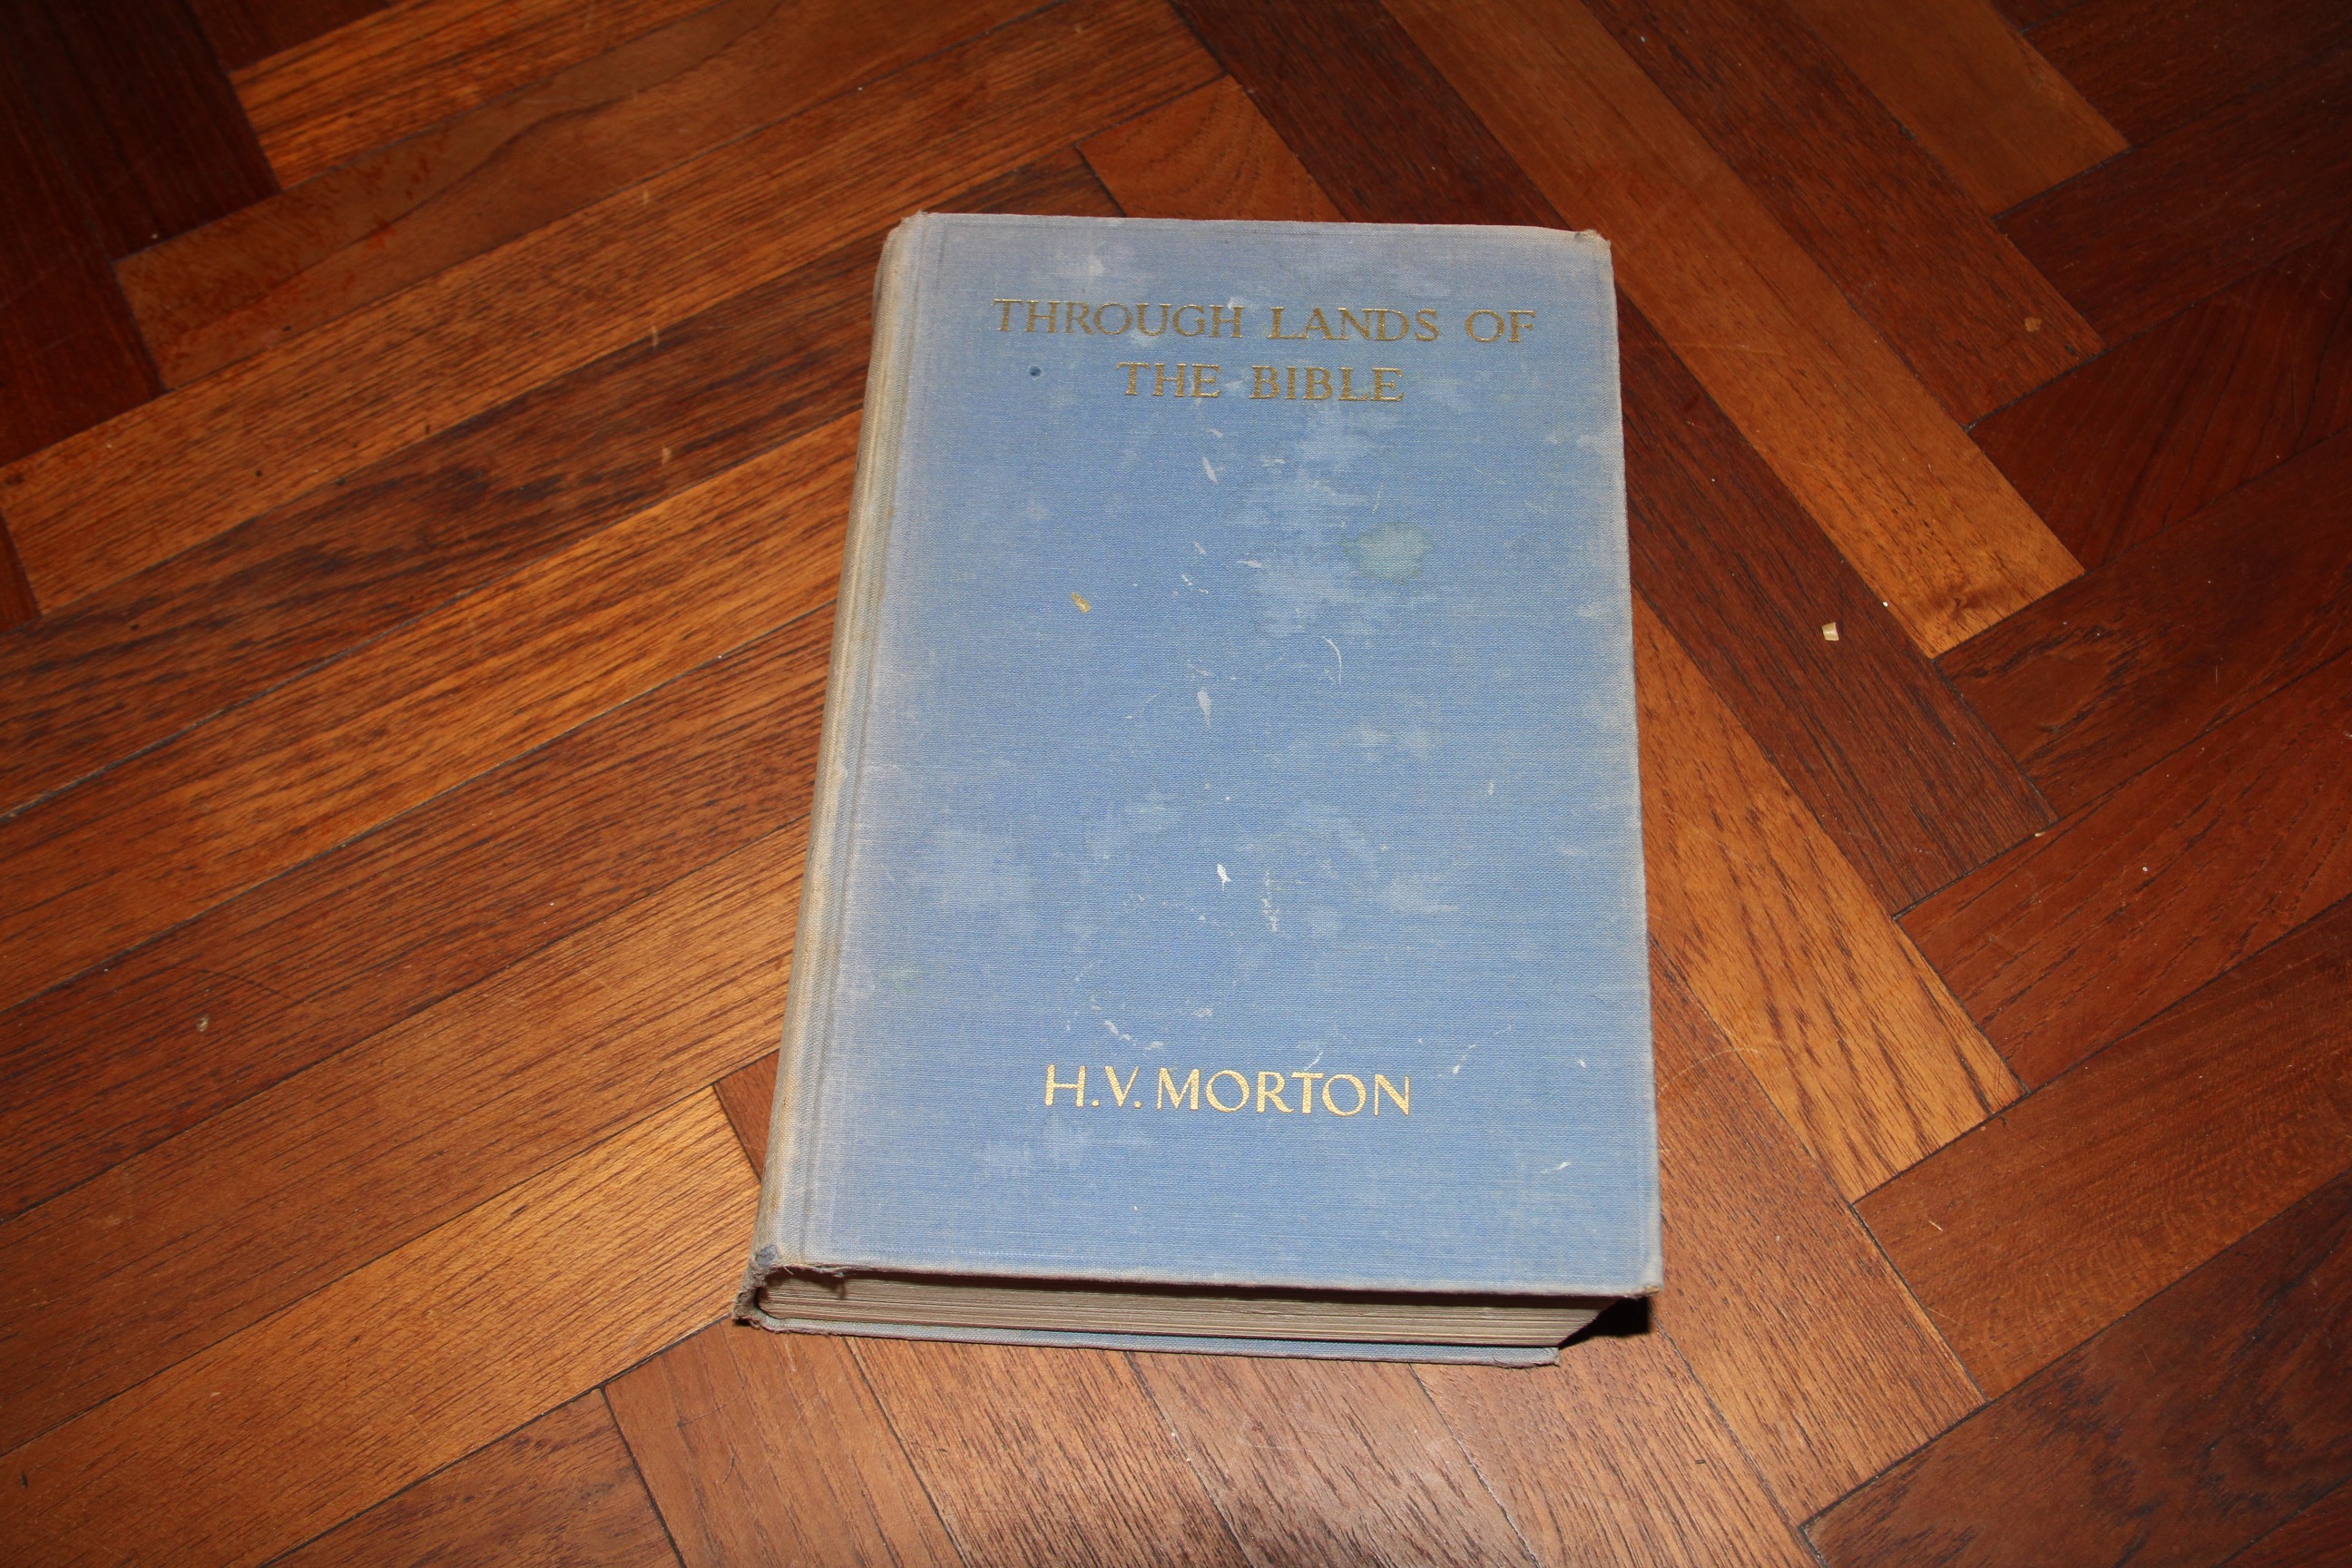 THROUGH LANDS OF
THE BIBLE
H.V. MORTON